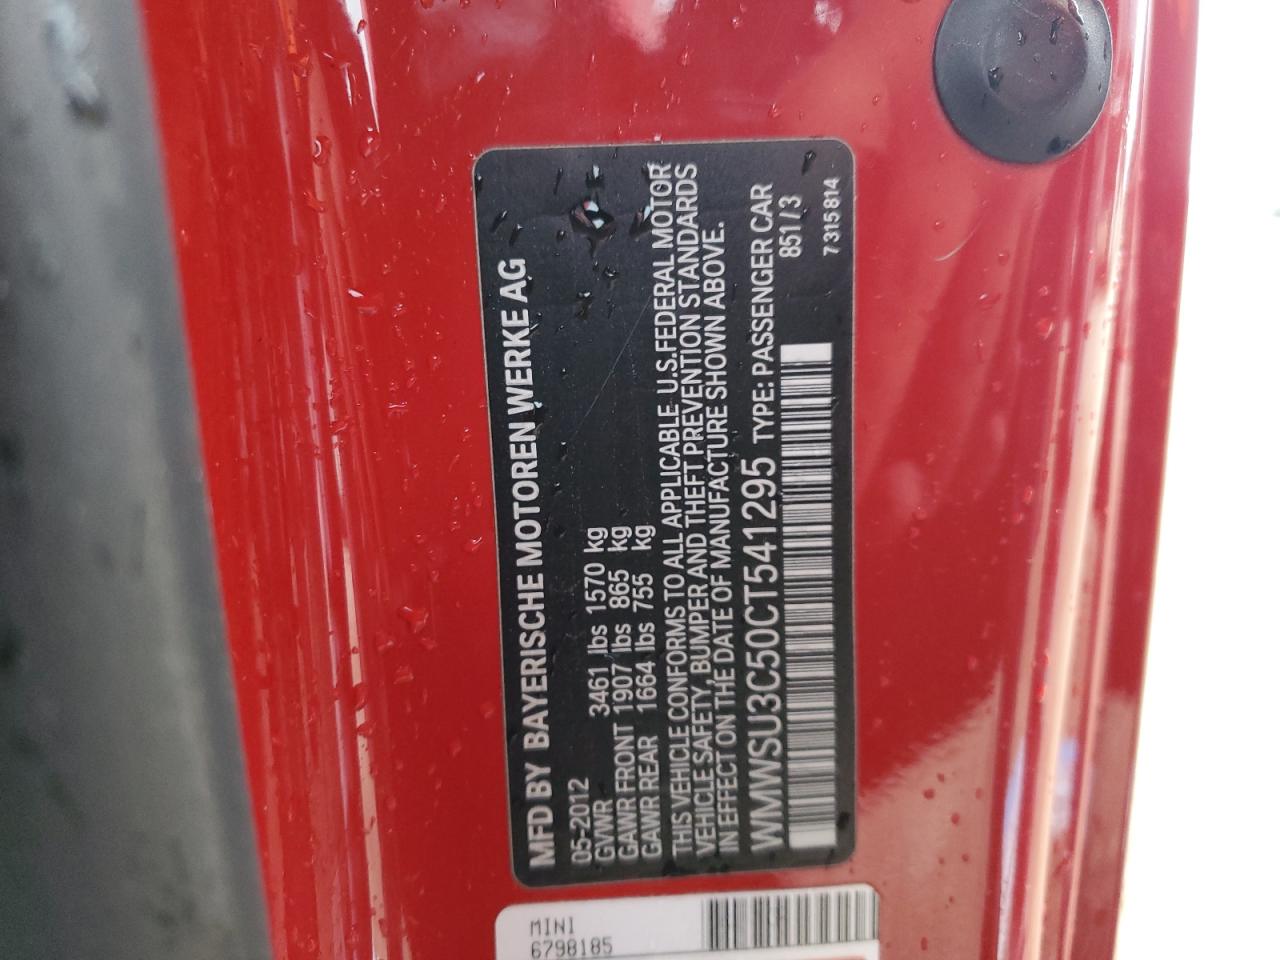 MFD BY BAYERISCHE MOTOREN WERKE AG
05-2012
GVWR 3461 lbs 1570 kg
GAWR FRONT 1907 lbs 865 kg
GAWR REAR 1664 lbs 755 kg
THIS VEHICLE CONFORMS TO ALL APPLICABLE U.S.FEDERAL MOTOR
VEHICLE SAFETY, BUMPER AND THEFT PREVENTION STANDARDS
IN EFFECT ON THE DATE OF MANUFACTURE SHOWN ABOVE.
WMWSU3C50CT541295 TYPE: PASSENGER CAR
851/3
7 315 814
MINI
6798185